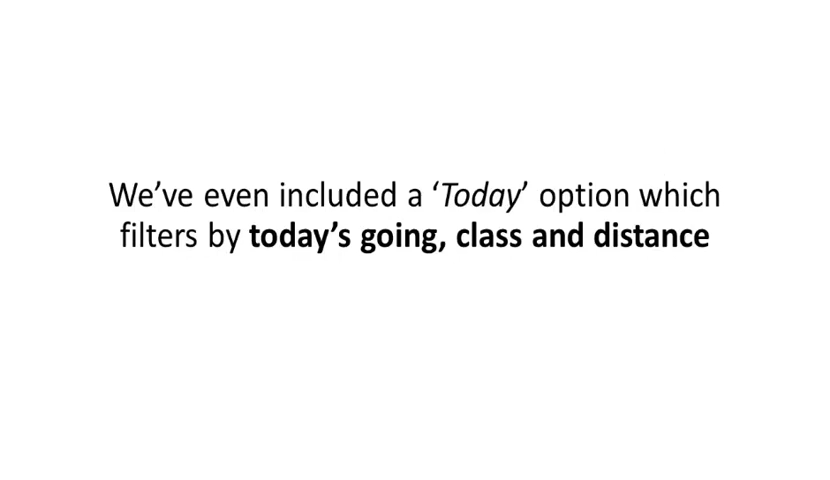 We’ve even included a ‘Today’ option which
filters by today’s going, class and distance